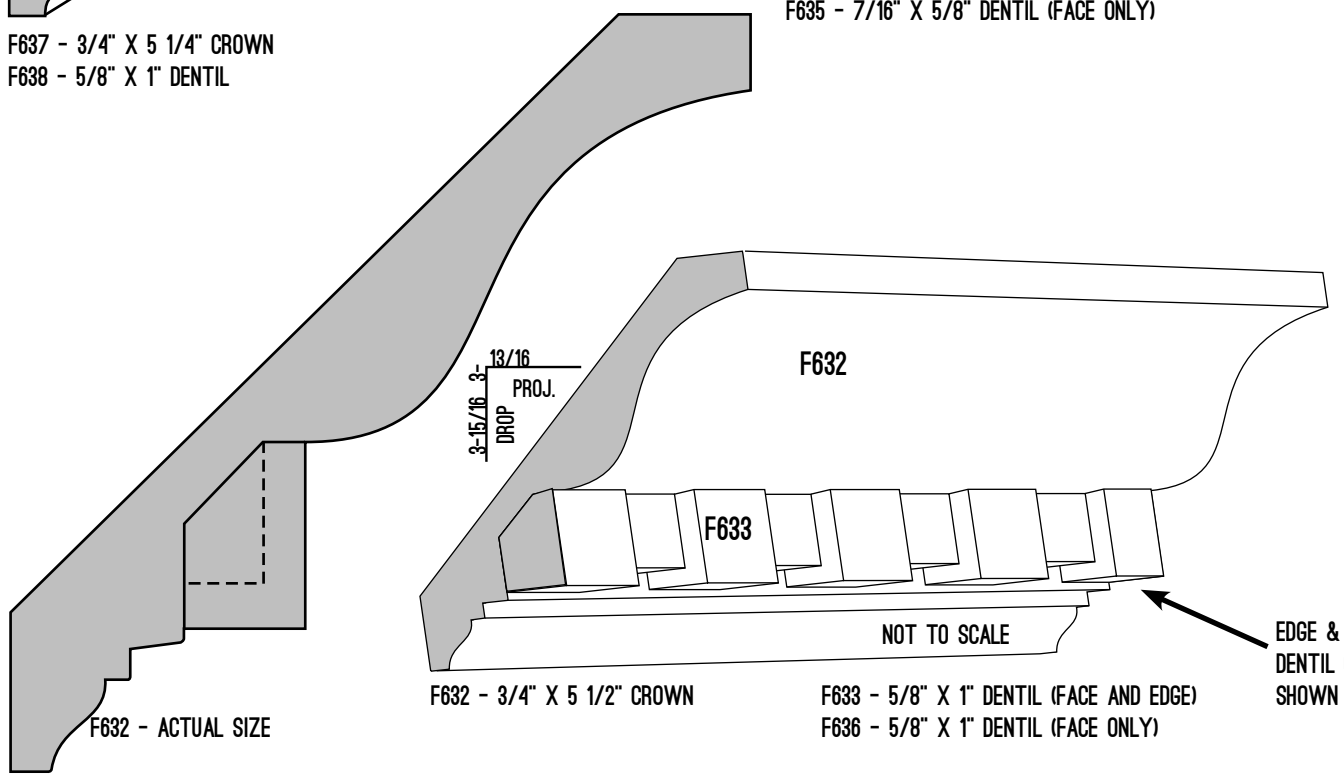 F635 - 7/16" X 5/8" DENTIL (FACE ONLY)
F637 - 3/4" X 5 1/4" CROWN
F638 - 5/8" X 1" DENTIL
3-13/16
PROJ.
3-15/16
DROP
F632
F633
NOT TO SCALE
EDGE &
DENTIL
SHOWN
F632 - 3/4" X 5 1/2" CROWN
F633 - 5/8" X 1" DENTIL (FACE AND EDGE)
F636 - 5/8" X 1" DENTIL (FACE ONLY)
F632 - ACTUAL SIZE